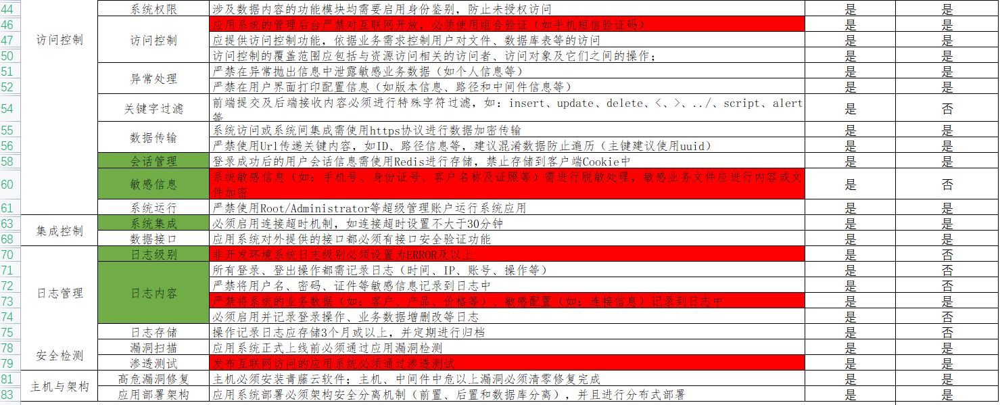 44 系统权限 涉及数据内容的功能模块均需要启用身份鉴别，防止未授权访问 是 是
46 应用系统的管理后台严禁对互联网开放，必须使用组合验证（如手机短信验证码） 是 是
47 访问控制 访问控制 应提供访问控制功能，依据业务需求控制用户对文件、数据库表等的访问 是 是
50 访问控制的覆盖范围应包括与资源访问相关的访问者、访问对象及它们之间的操作； 是 是
51 异常处理 严禁在异常抛出信息中泄露敏感业务数据（如个人信息等） 是 是
52 严禁在用户界面打印配置信息（如版本信息、路径和中间件信息等） 是 是
54 关键字过滤 前端提交及后端接收内容必须进行特殊字符过滤，如：insert、update、delete、<、>、../、script、alert 是 否
等
55 数据传输 系统访问或系统间集成需使用https协议进行数据加密传输 是 是
56 严禁使用Url传递关键内容，如ID、路径信息等，建议混淆数据防止遍历（主键建议使用uuid） 是 是
58 会话管理 登录成功后的用户会话信息需使用Redis进行存储，禁止存储到客户端Cookie中 是 是
60 敏感信息 系统敏感信息（如：手机号、身份证号、客户名称及证照等）需进行脱敏处理，敏感业务文件应进行内容或文 是 否
件加密
61 系统运行 严禁使用Root/Administrator等超级管理账户运行系统应用 是 是
63 集成控制 系统集成 必须启用连接超时机制，如连接超时设置不大于30分钟 是 是
68 数据接口 应用系统对外提供的接口都必须有接口安全验证功能 是 是
70 日志级别 非开发环境系统日志级别必须设置为ERROR及以上 是 否
71 所有登录、登出操作都需记录日志（时间、IP、账号、操作等） 是 否
72 日志管理 日志内容 严禁将用户名、密码、证件等敏感信息记录到日志中 是 否
73 严禁将系统的业务数据（如：客户、产品、价格等）、敏感配置（如：连接信息）记录到日志中 是 是
74 必须启用并记录登录操作、业务数据增删改等日志 是 否
75 日志存储 操作记录日志应存储3个月或以上，并定期进行归档 是 否
78 安全检测 漏洞扫描 应用系统正式上线前必须通过应用漏洞检测 是 是
79 渗透测试 发布互联网访问的应用系统必须通过渗透测试 是 是
81 主机与架构 高危漏洞修复 主机必须安装青藤云软件；主机、中间件中危以上漏洞必须清零修复完成 是 是
83 应用部署架构 应用系统部署必须架构安全分离机制（前置、后置和数据库分离），并且进行分布式部署 是 是